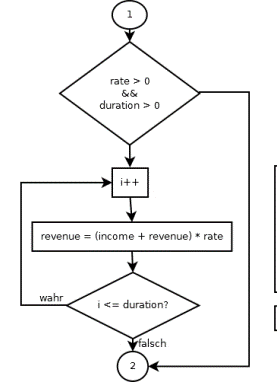 1
rate > 0
&&
duration > 0
i++
revenue = (income + revenue) * rate
wahr
i <= duration?
falsch
2